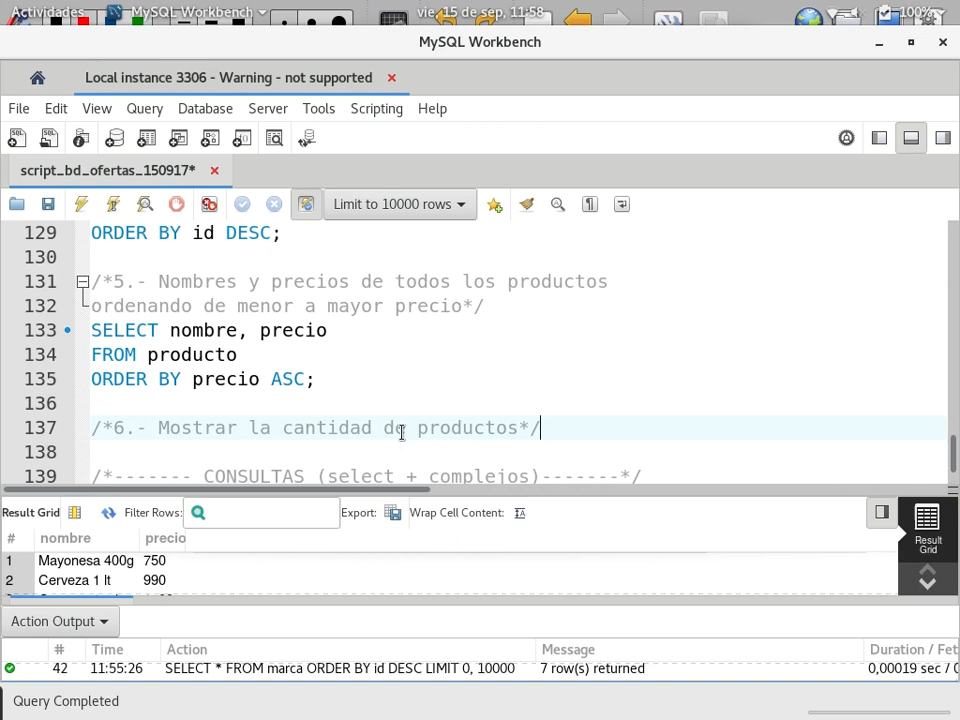 Actividades MySQL Workbench vie, 15 de sep, 11:58 100%
MySQL Workbench
Local instance 3306 - Warning - not supported
File Edit View Query Database Server Tools Scripting Help
script_bd_ofertas_150917*
Limit to 10000 rows
129 ORDER BY id DESC;
130
131 /*5.- Nombres y precios de todos los productos
132 ordenando de menor a mayor precio*/
133 SELECT nombre, precio
134 FROM producto
135 ORDER BY precio ASC;
136
137 /*6.- Mostrar la cantidad de productos*/
138
139 /*------- CONSULTAS (select + complejos)-------*/
Result Grid Filter Rows: Export: Wrap Cell Content:
# nombre precio
1 Mayonesa 400g 750
2 Cerveza 1 lt 990
Result Grid
Action Output
# Time Action Message Duration / Fet
42 11:55:26 SELECT * FROM marca ORDER BY id DESC LIMIT 0, 10000 7 row(s) returned 0,00019 sec / 0
Query Completed